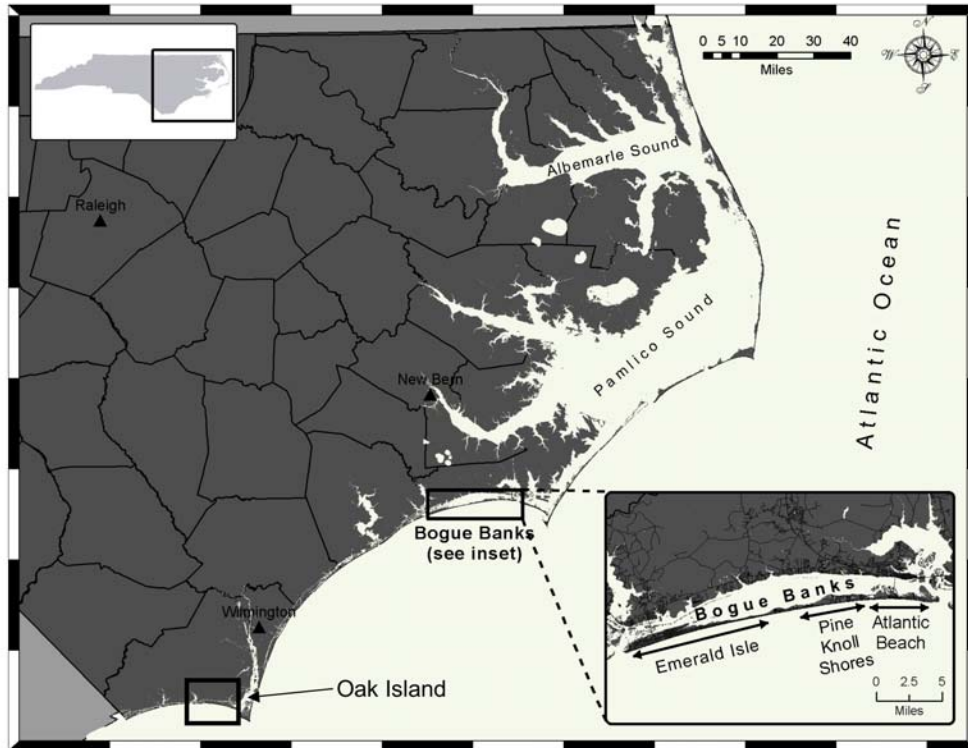 N
W E
S
0 5 10 20 30 40
Miles
Albemarle Sound
Raleigh
Pamlico Sound
Atlantic Ocean
New Bern
Bogue Banks
(see inset)
Wilmington
Oak Island
Bogue Banks
Emerald Isle
Pine
Knoll
Shores
Atlantic
Beach
0 2.5 5
Miles